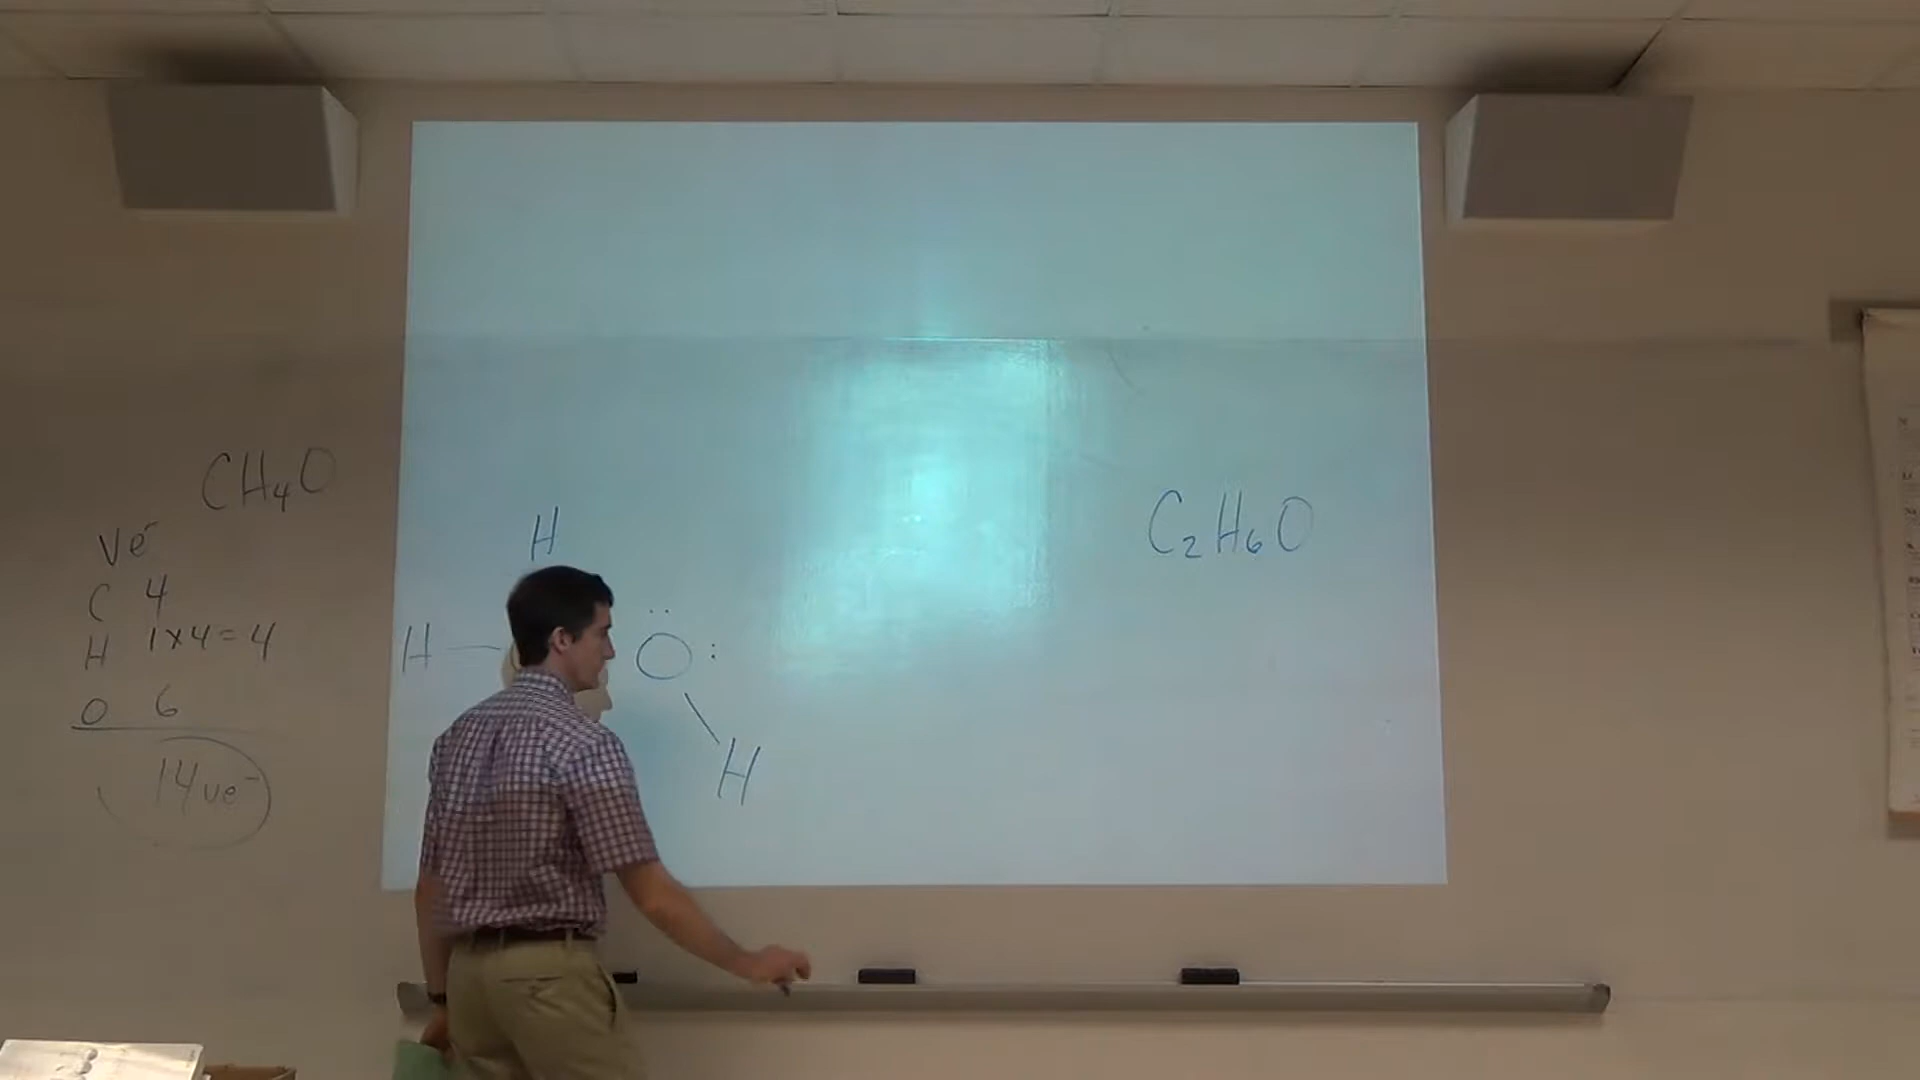 CH₄O
Ve⁻
C 4
H 1x4=4
O 6
14ve⁻
H
H — O :
H
C₂H₆O